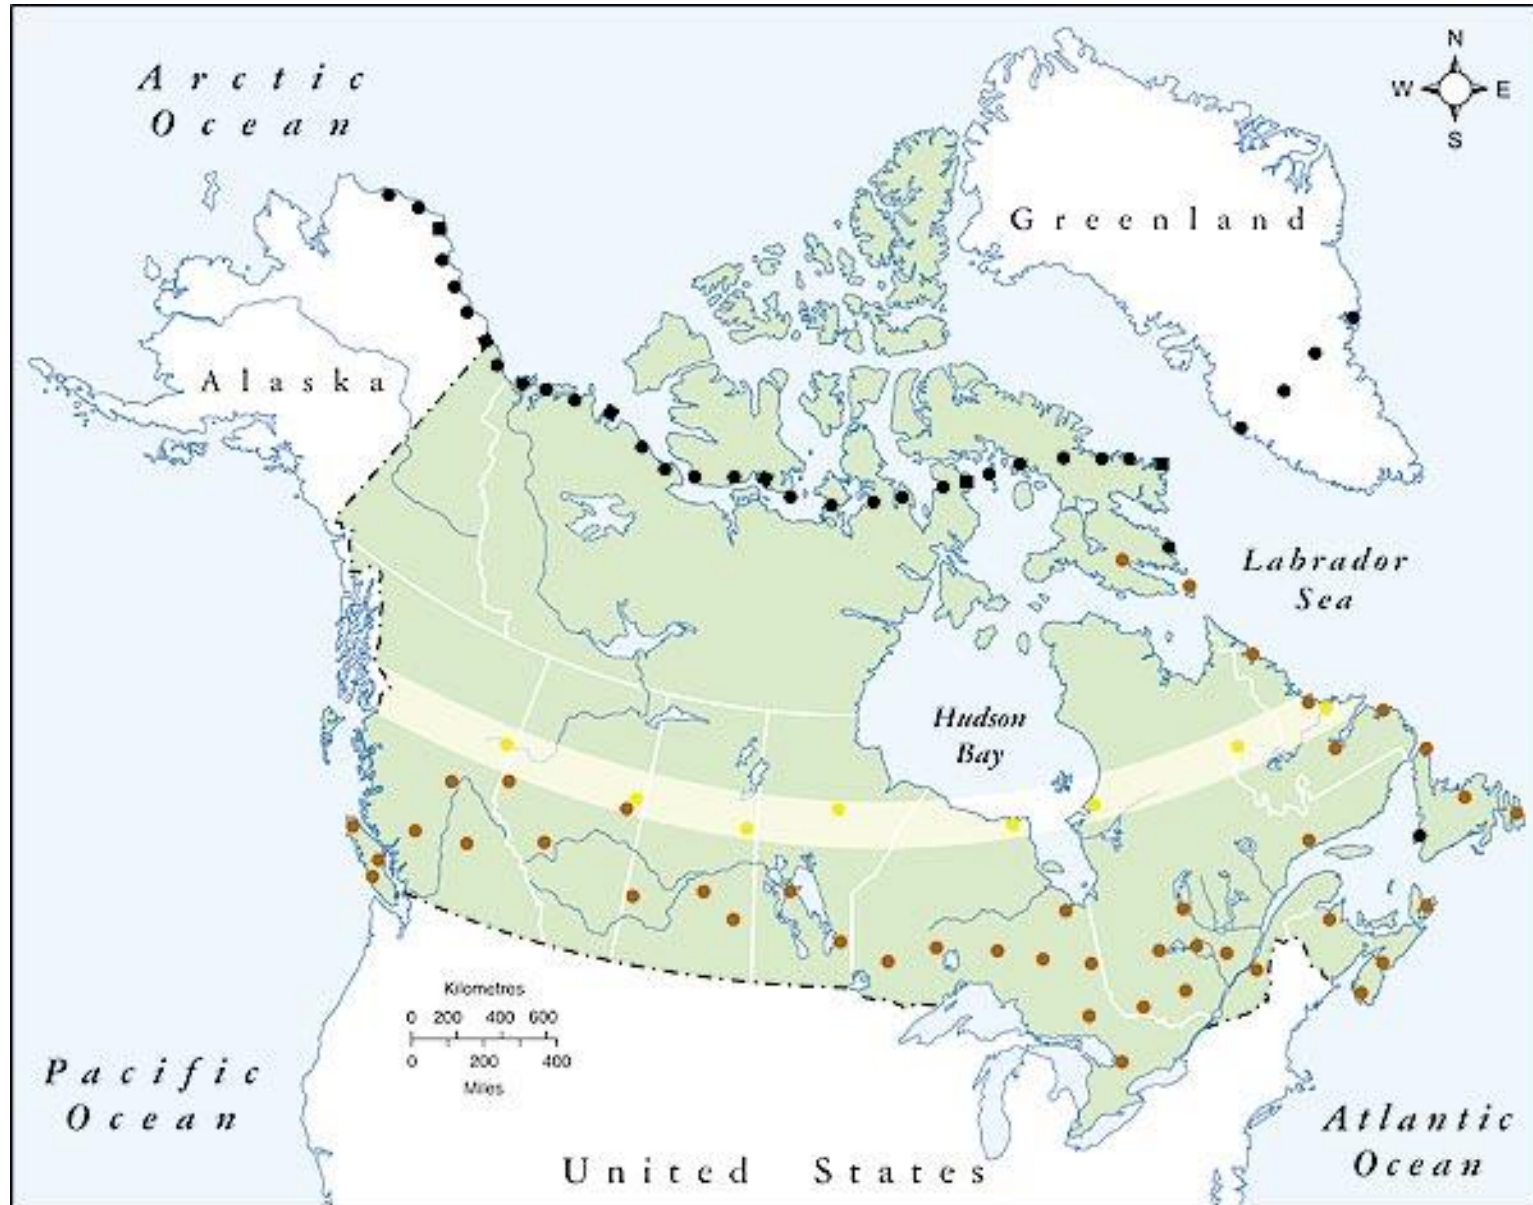 Arctic
Ocean
N
W E
S
Greenland
Alaska
Labrador
Sea
Hudson
Bay
Kilometres
0 200 400 600
0 200 400
Miles
Pacific
Ocean
Atlantic
Ocean
United States